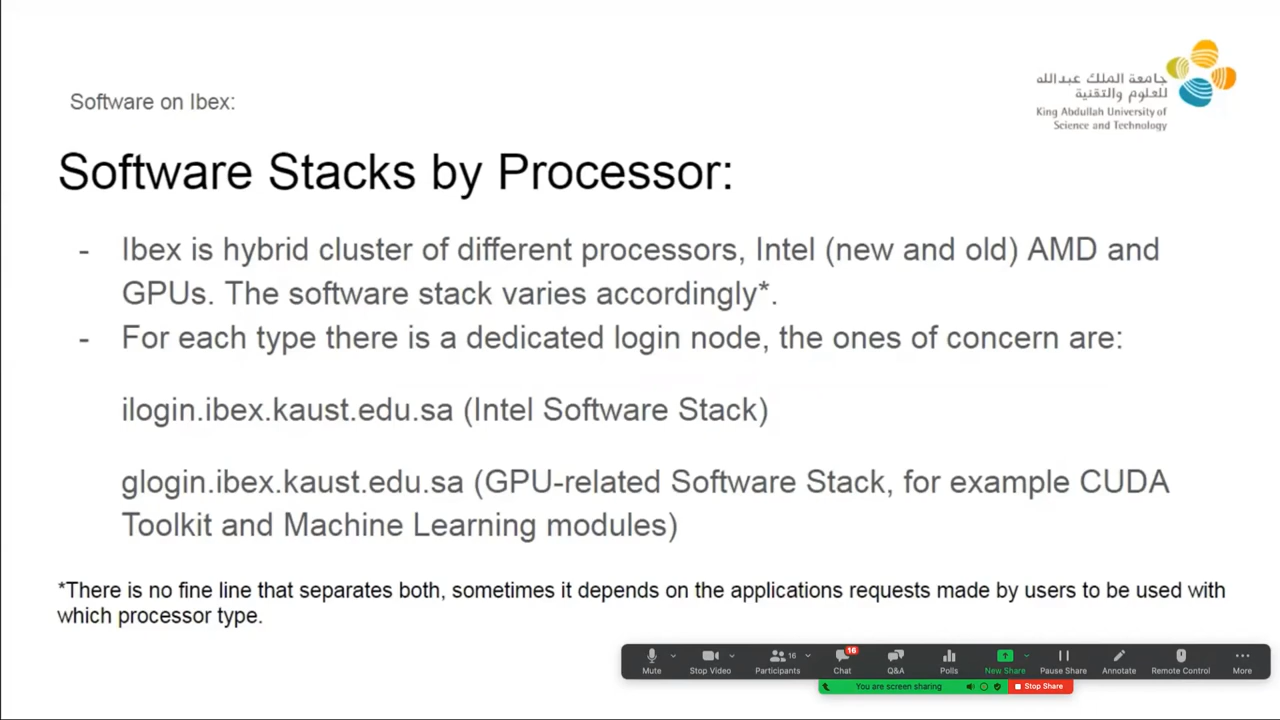 جامعة الملك عبدالله
للعلوم والتقنية
King Abdullah University of
Science and Technology
Software on Ibex:
Software Stacks by Processor:
- Ibex is hybrid cluster of different processors, Intel (new and old) AMD and
GPUs. The software stack varies accordingly*.
- For each type there is a dedicated login node, the ones of concern are:
ilogin.ibex.kaust.edu.sa (Intel Software Stack)
glogin.ibex.kaust.edu.sa (GPU-related Software Stack, for example CUDA
Toolkit and Machine Learning modules)
*There is no fine line that separates both, sometimes it depends on the applications requests made by users to be used with
which processor type.
16 16
Mute Stop Video Participants Chat Q&A Polls New Share Pause Share Annotate Remote Control More
You are screen sharing Stop Share